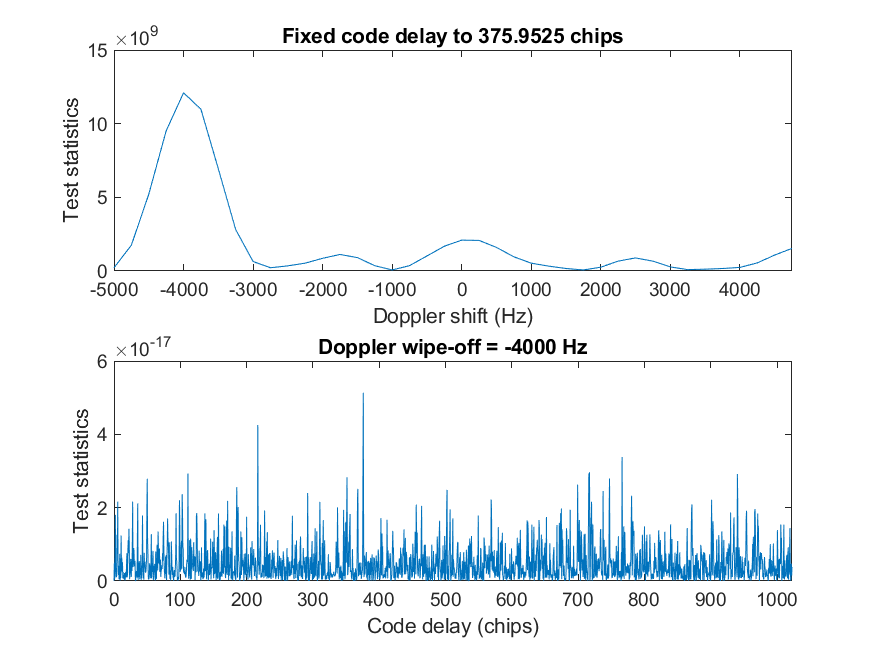 ×10^9
Fixed code delay to 375.9525 chips
15
10
5
0
Test statistics
-5000 -4000 -3000 -2000 -1000 0 1000 2000 3000 4000
Doppler shift (Hz)
×10^-17
Doppler wipe-off = -4000 Hz
6
4
2
0
Test statistics
0 100 200 300 400 500 600 700 800 900 1000
Code delay (chips)